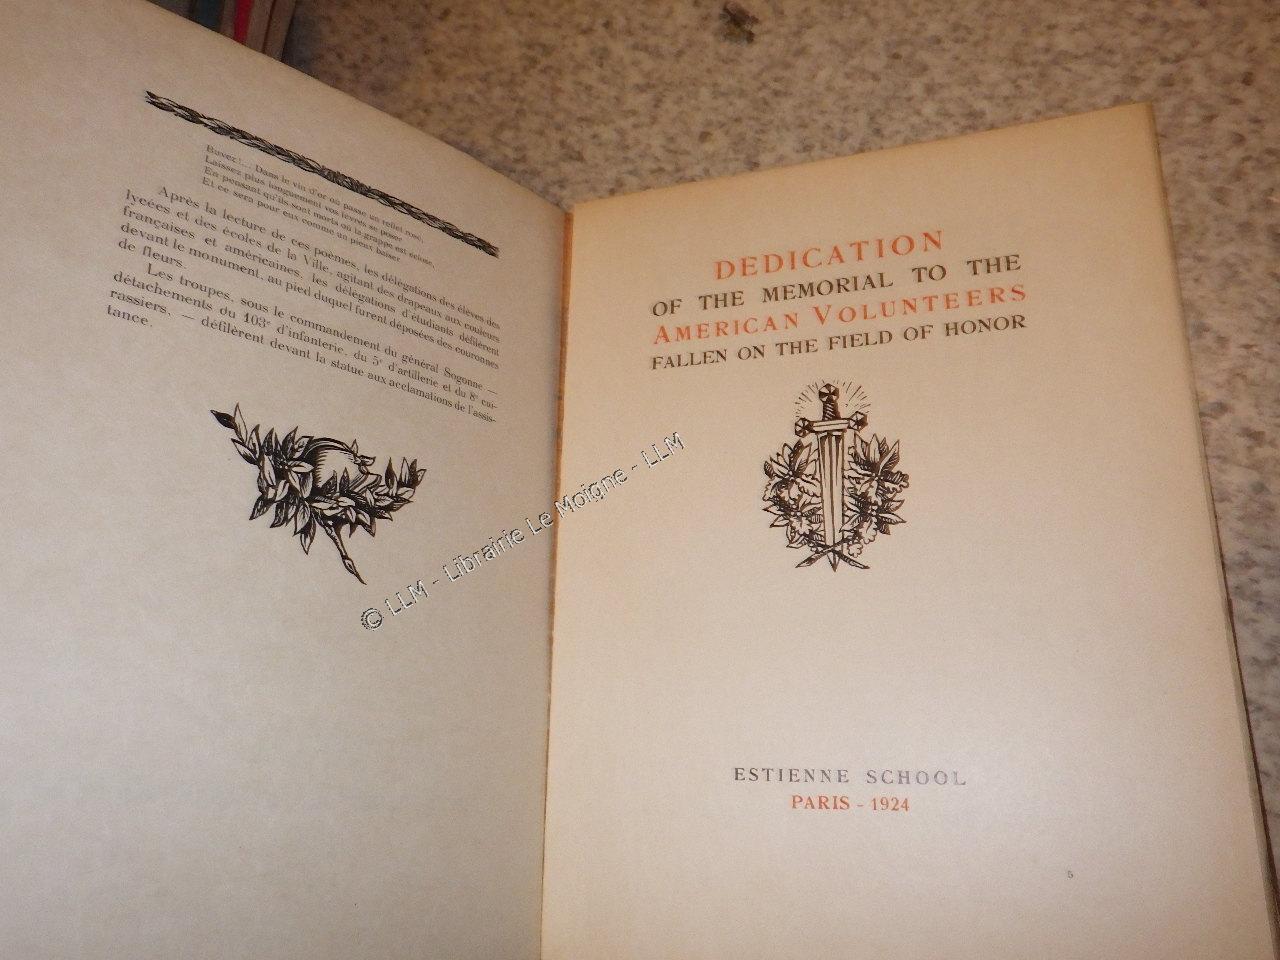 Buvez!... Dans le vin d'or où passe un reflet rose,
Laissez plus longuement vos lèvres se poser
En pensant qu'ils sont morts où la grappe est éclose,
Et ce sera pour eux comme un pieux baiser
Après la lecture de ces poèmes, les délégations des élèves des
lycées et des écoles de la Ville, agitant des drapeaux aux couleurs
françaises et américaines, les délégations d'étudiants défilèrent
devant le monument, au pied duquel furent déposées des couronnes
de fleurs.
Les troupes, sous le commandement du général Sogonne —
détachements du 103e d'infanterie, du 5e d'artillerie et du 8e cui-
rassiers, — défilèrent devant la statue aux acclamations de l'assis-
tance.
DEDICATION
OF THE MEMORIAL TO THE
AMERICAN VOLUNTEERS
FALLEN ON THE FIELD OF HONOR
ESTIENNE SCHOOL
PARIS - 1924
5
© LLM - Librairie Le Moigne - LLM